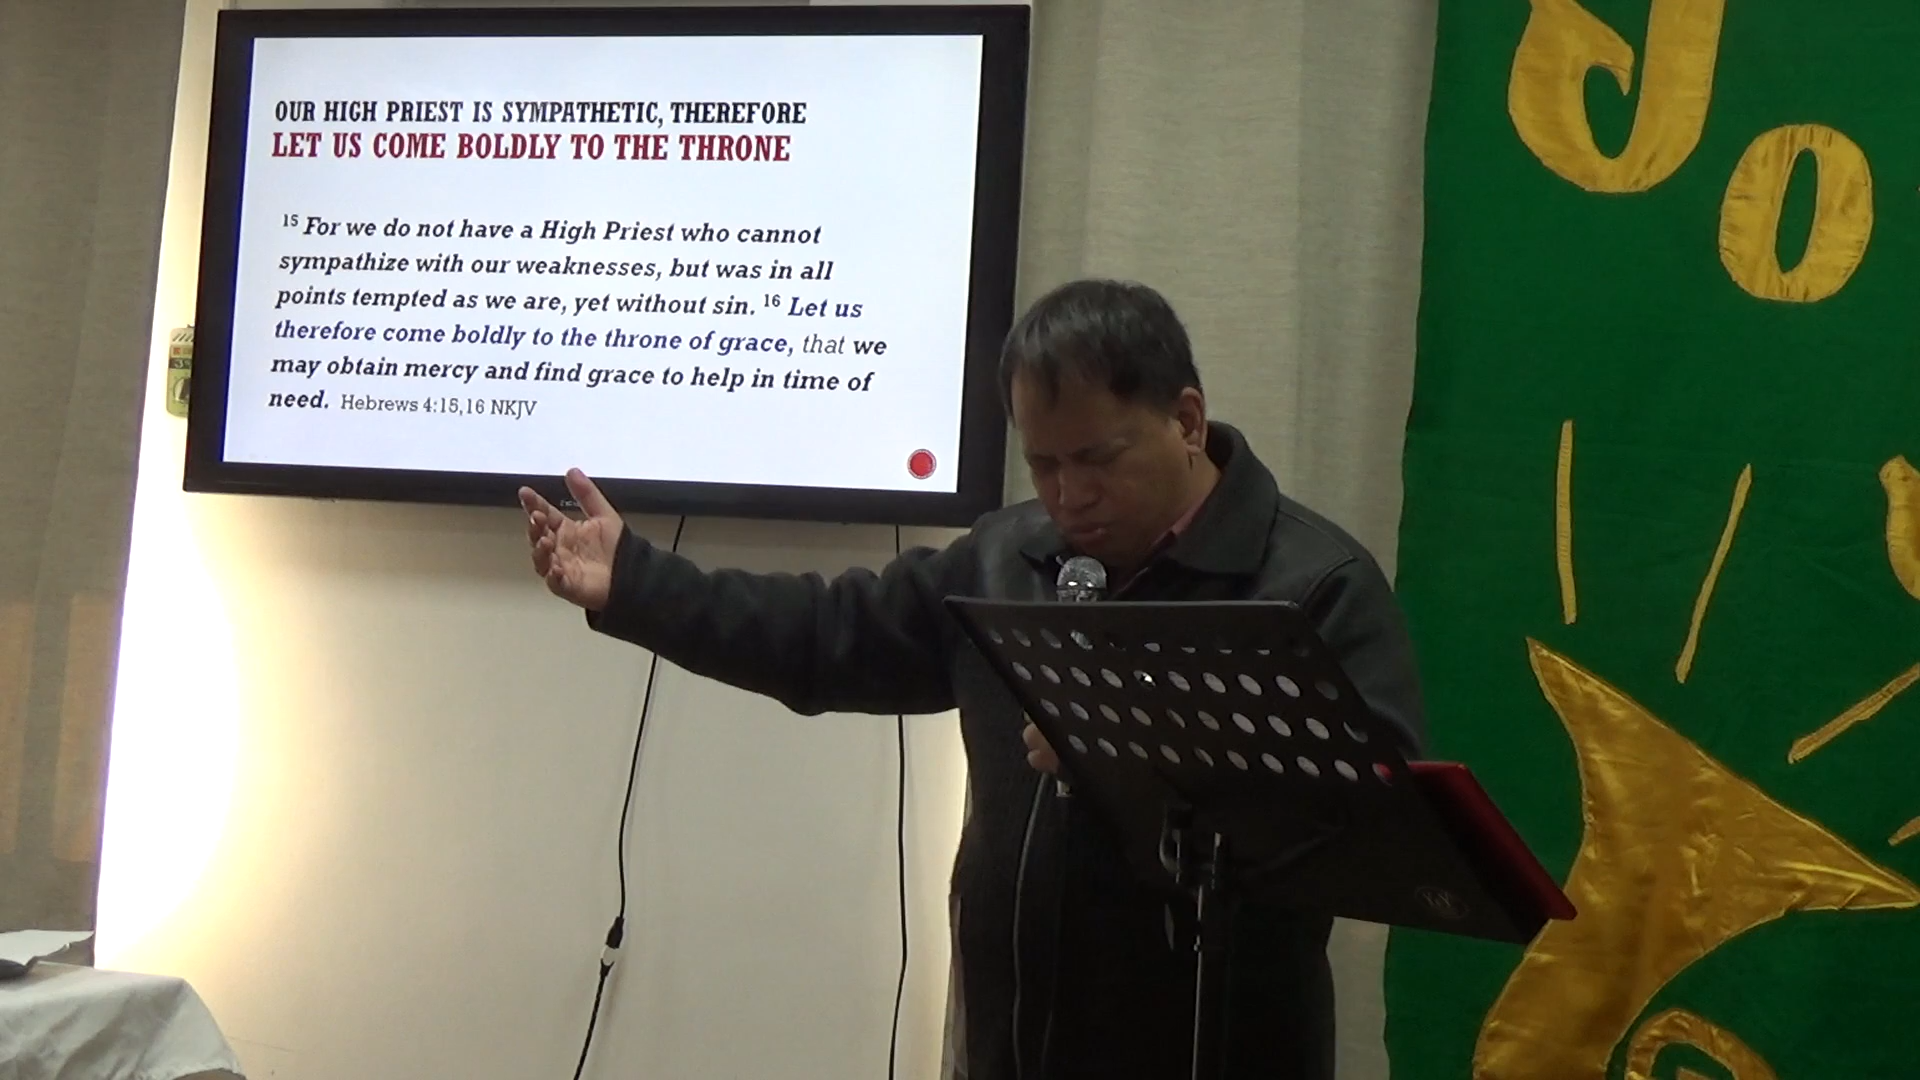 OUR HIGH PRIEST IS SYMPATHETIC, THEREFORE
LET US COME BOLDLY TO THE THRONE
15 For we do not have a High Priest who cannot
sympathize with our weaknesses, but was in all
points tempted as we are, yet without sin. 16 Let us
therefore come boldly to the throne of grace, that we
may obtain mercy and find grace to help in time of
need. Hebrews 4:15,16 NKJV
Jo